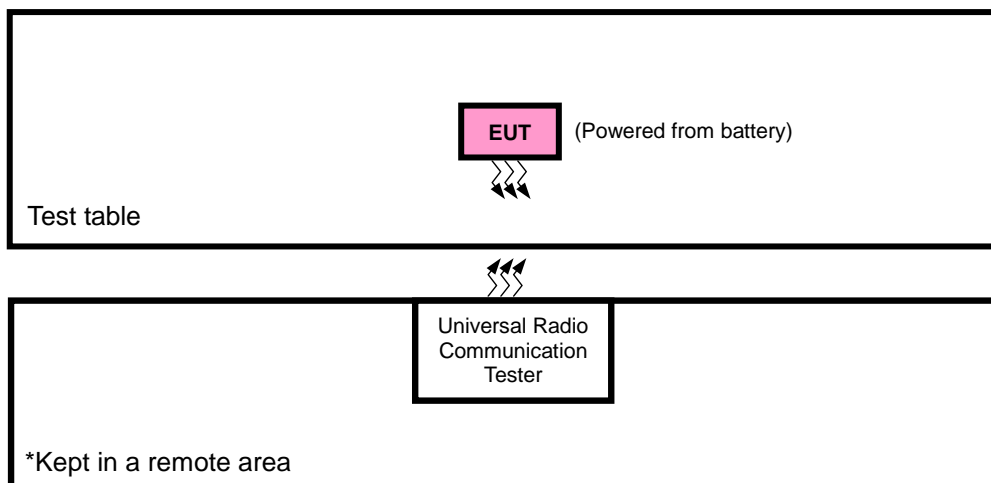 EUT
(Powered from battery)
Test table
Universal Radio
Communication
Tester
*Kept in a remote area